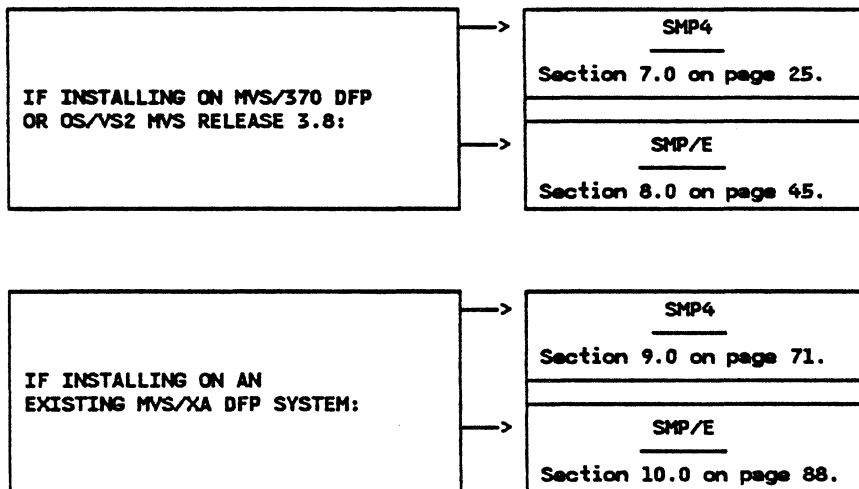 IF INSTALLING ON MVS/370 DFP
OR OS/VS2 MVS RELEASE 3.8:
SMP4
Section 7.0 on page 25.
SMP/E
Section 8.0 on page 45.
IF INSTALLING ON AN
EXISTING MVS/XA DFP SYSTEM:
SMP4
Section 9.0 on page 71.
SMP/E
Section 10.0 on page 88.